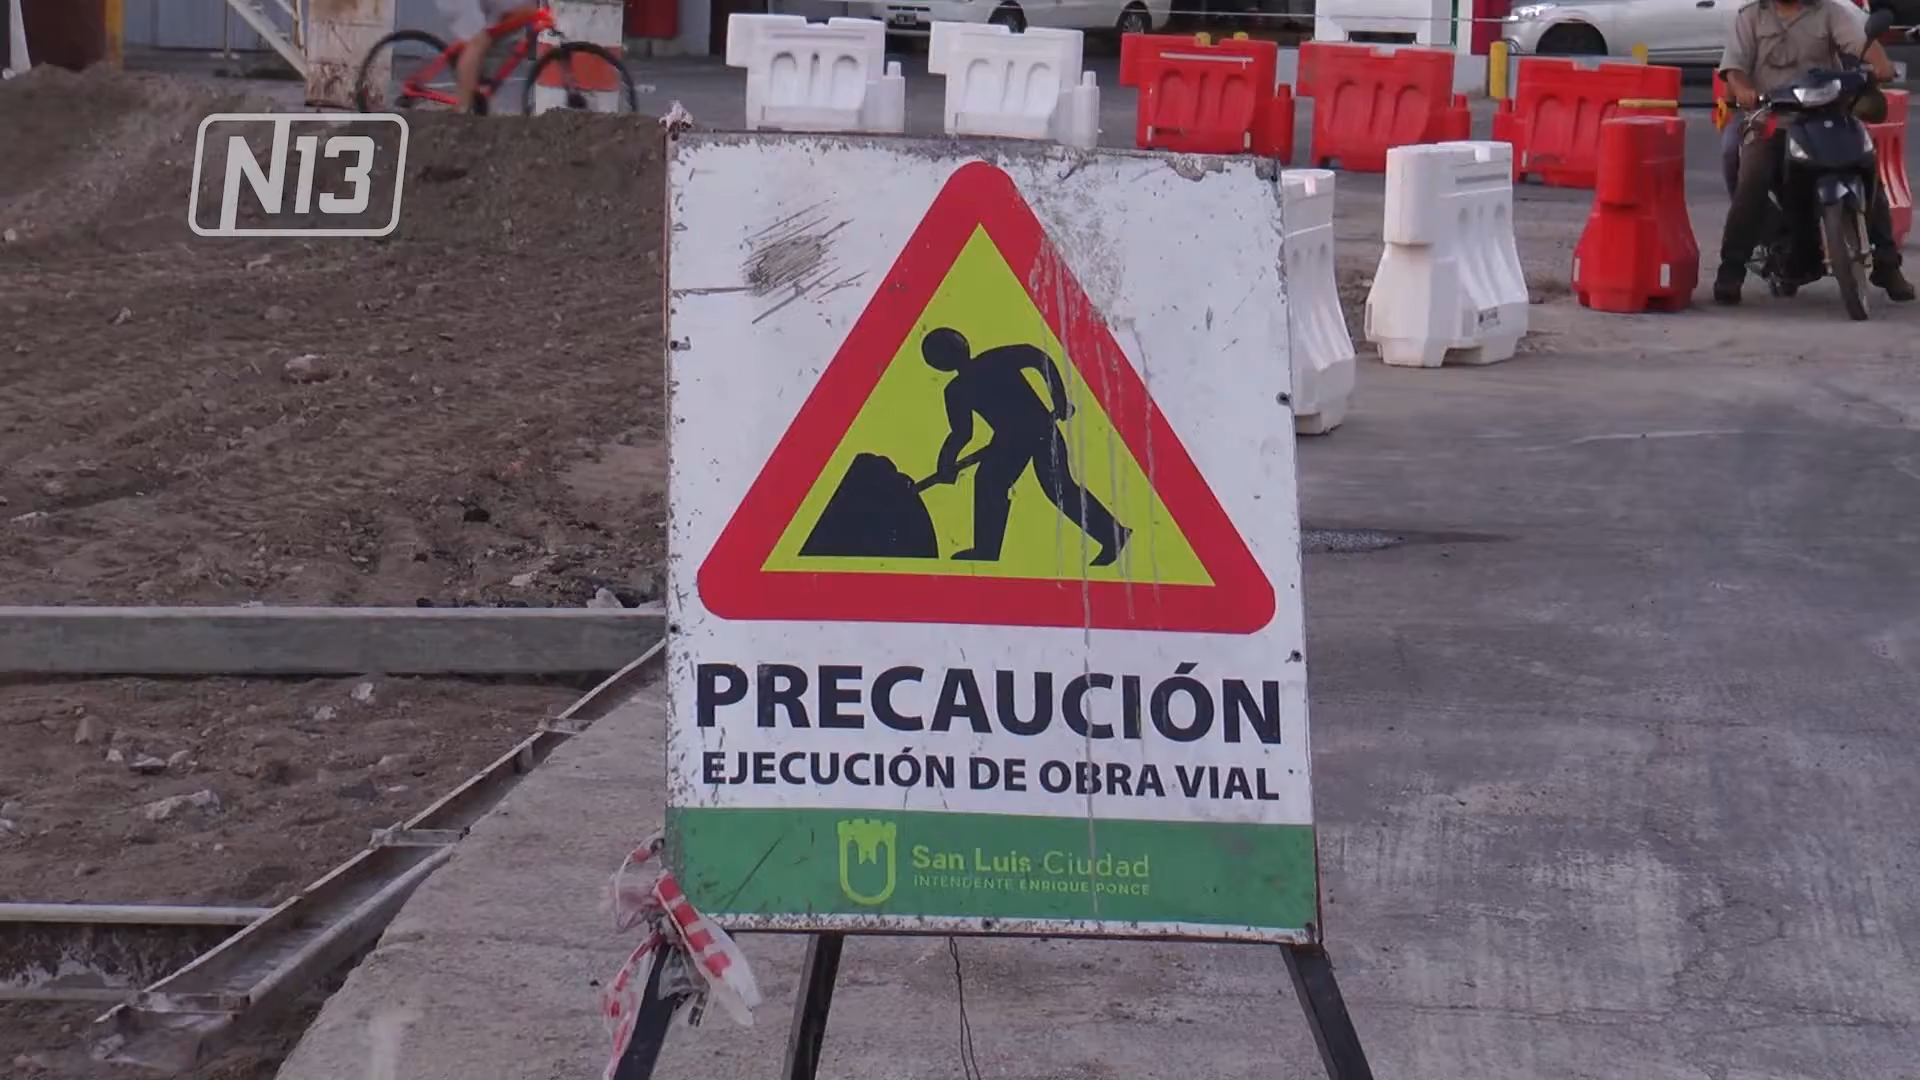 N13
PRECAUCIÓN
EJECUCIÓN DE OBRA VIAL
San Luis Ciudad
INTENDENTE ENRIQUE PONCE